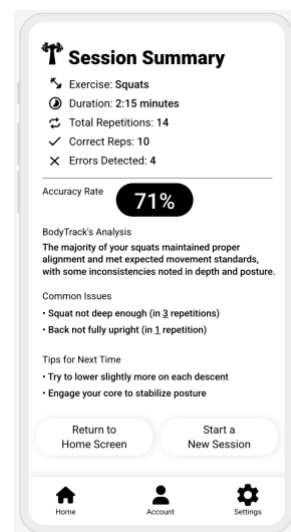 Session Summary
Exercise: Squats
Duration: 2:15 minutes
Total Repetitions: 14
Correct Reps: 10
Errors Detected: 4
Accuracy Rate
71%
BodyTrack's Analysis
The majority of your squats maintained proper
alignment and met expected movement standards,
with some inconsistencies noted in depth and posture.
Common Issues
• Squat not deep enough (in 3 repetitions)
• Back not fully upright (in 1 repetition)
Tips for Next Time
• Try to lower slightly more on each descent
• Engage your core to stabilize posture
Return to
Home Screen
Start a
New Session
Home
Account
Settings